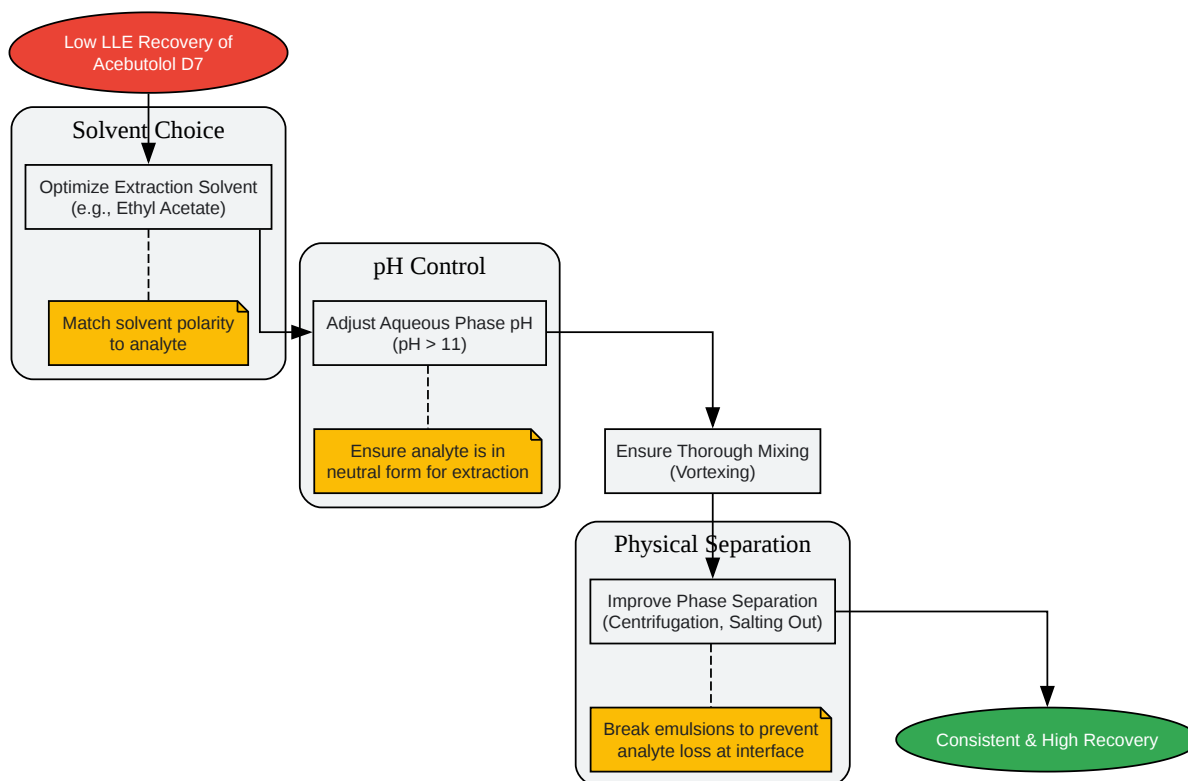 Low LLE Recovery of
Acebutolol D7
Solvent Choice
Optimize Extraction Solvent
(e.g., Ethyl Acetate)
Match solvent polarity
to analyte
pH Control
Adjust Aqueous Phase pH
(pH > 11)
Ensure analyte is in
neutral form for extraction
Ensure Thorough Mixing
(Vortexing)
Physical Separation
Improve Phase Separation
(Centrifugation, Salting Out)
Break emulsions to prevent
analyte loss at interface
Consistent & High Recovery